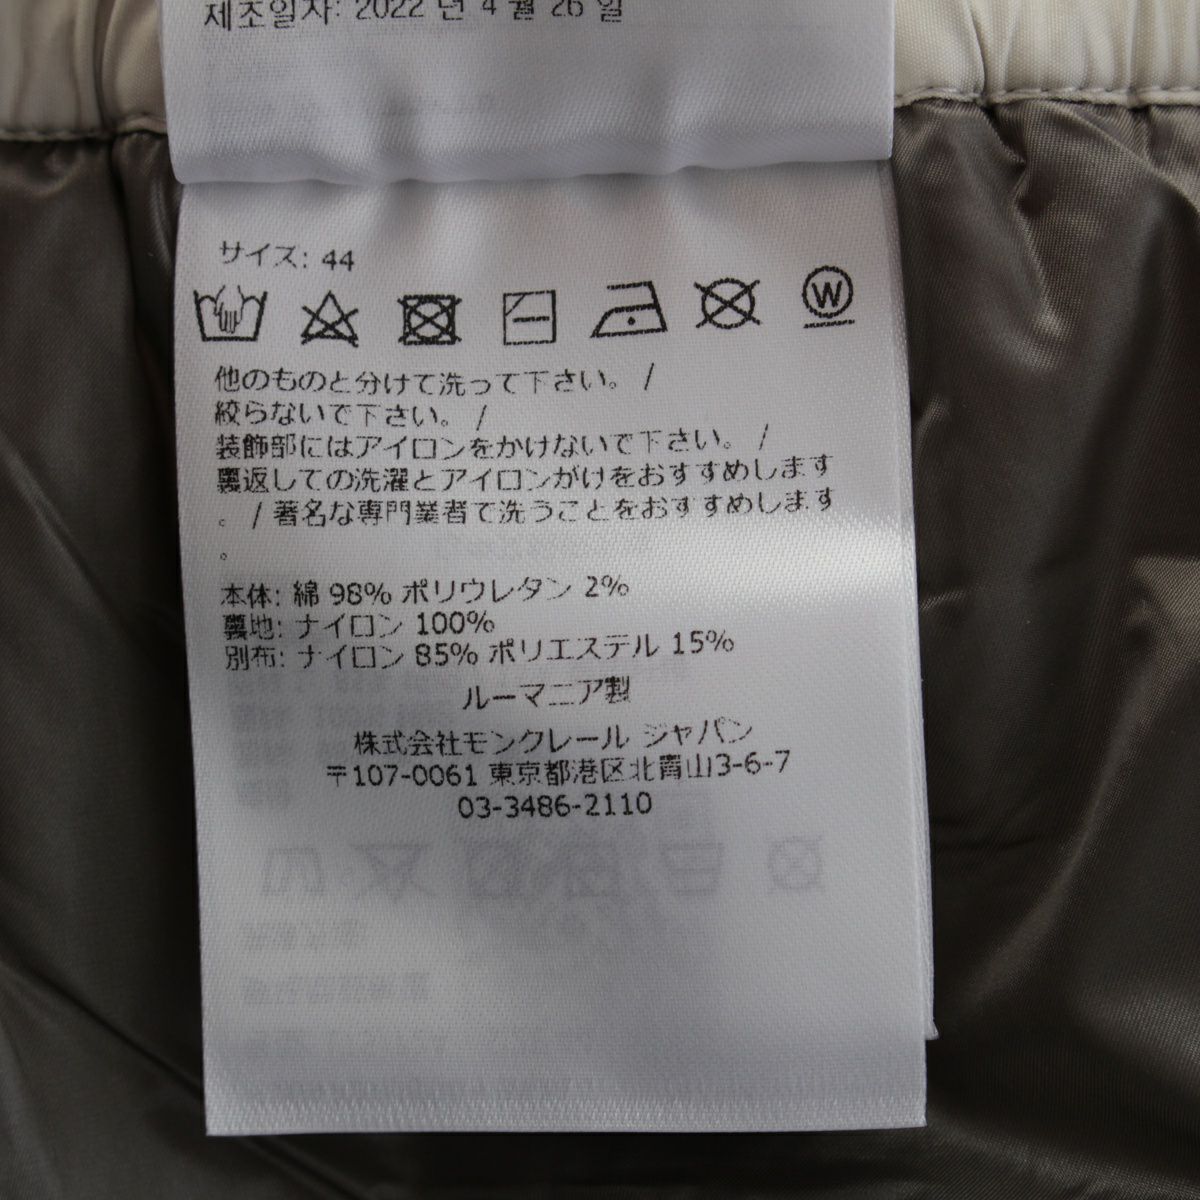 제조일자: 2022 년 4 월 26 일
サイズ: 44
W
他のものと分けて洗って下さい。 /
絞らないで下さい。 /
装飾部にはアイロンをかけないで下さい。 /
裏返しての洗濯とアイロンがけをおすすめします
。 / 著名な専門業者で洗うことをおすすめします
。
本体: 綿 98% ポリウレタン 2%
裏地: ナイロン 100%
別布: ナイロン 85% ポリエステル 15%
ルーマニア製
株式会社モンクレール ジャパン
〒107-0061 東京都港区北青山3-6-7
03-3486-2110